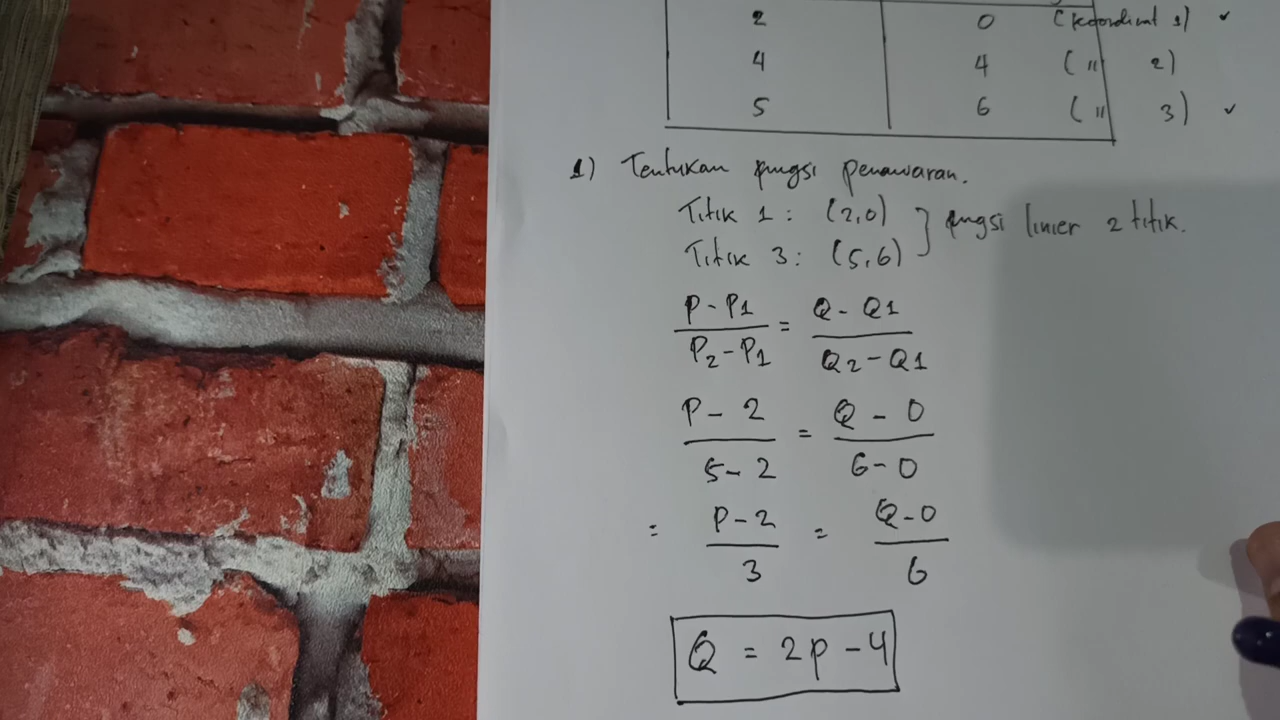 2 0 (koordinat 1) ✓
4 4 ( " 2)
5 6 ( " 3) ✓
1) Tentukan fungsi penawaran.
Titik 1 : (2,0) } fungsi linier 2 titik.
Titik 3 : (5,6)
P - P1 / P2 - P1 = Q - Q1 / Q2 - Q1
P - 2 / 5 - 2 = Q - 0 / 6 - 0
= P - 2 / 3 = Q - 0 / 6
Q = 2P - 4